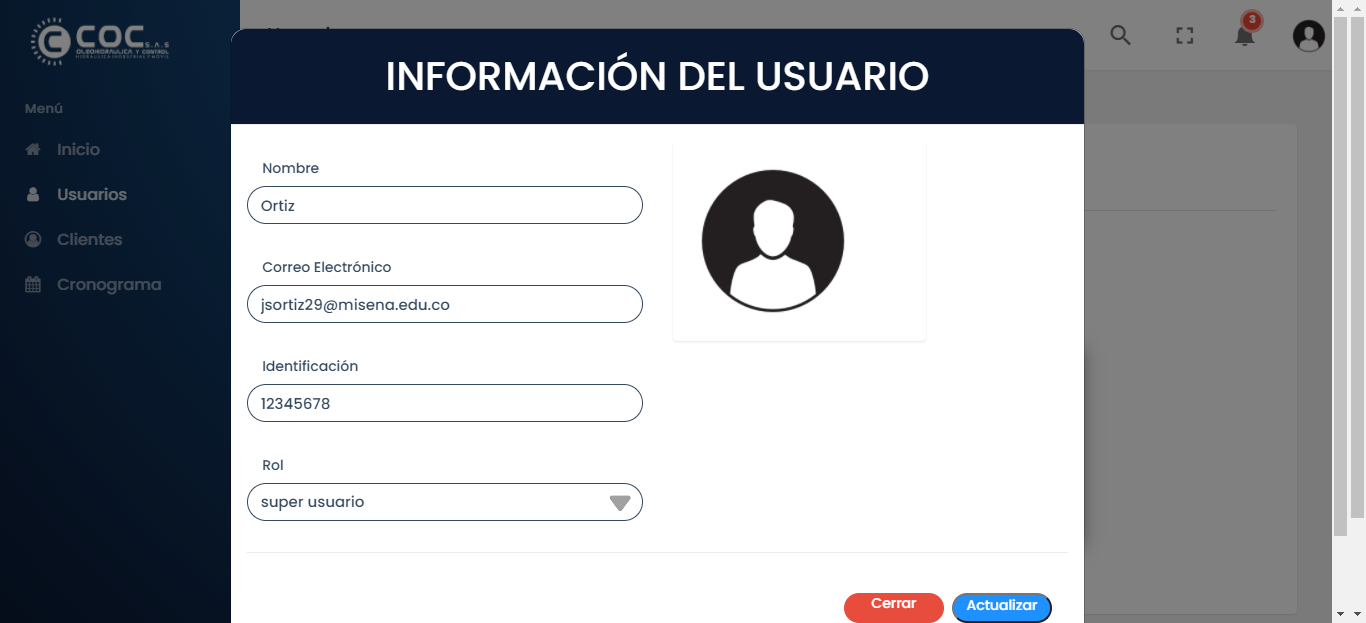 COC S.A.S
OLEOHIDRAULICA Y CONTROL
HIDRAULICA INDUSTRIAL Y MOVIL
3
INFORMACIÓN DEL USUARIO
Menú
Inicio
Usuarios
Clientes
Cronograma
Nombre
Ortiz
Correo Electrónico
jsortiz29@misena.edu.co
Identificación
12345678
Rol
super usuario
Cerrar
Actualizar